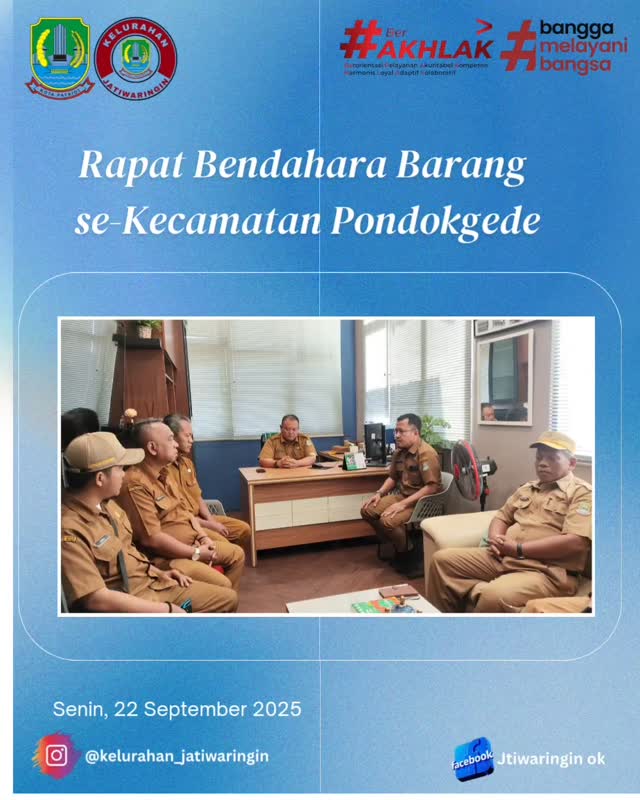 KELURAHAN
JATIWARINGIN
KOTA PATRIOT
#BerAKHLAK
Berorientasi Pelayanan Akuntabel Kompeten
Harmonis Loyal Adaptif Kolaboratif
#bangga
melayani
bangsa
Rapat Bendahara Barang
se-Kecamatan Pondokgede
Senin, 22 September 2025
@kelurahan_jatiwaringin
facebook
Jtiwaringin ok